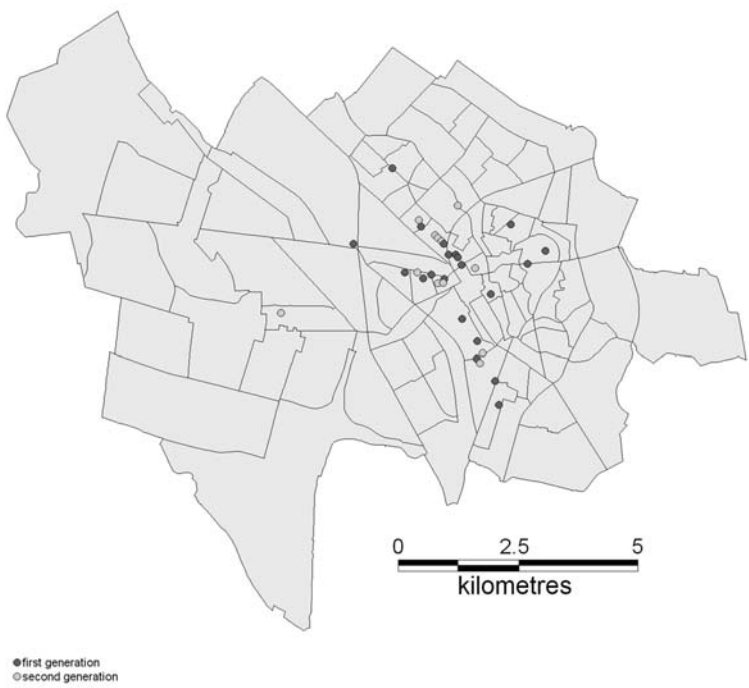 0 2.5 5
kilometres
first generation
second generation